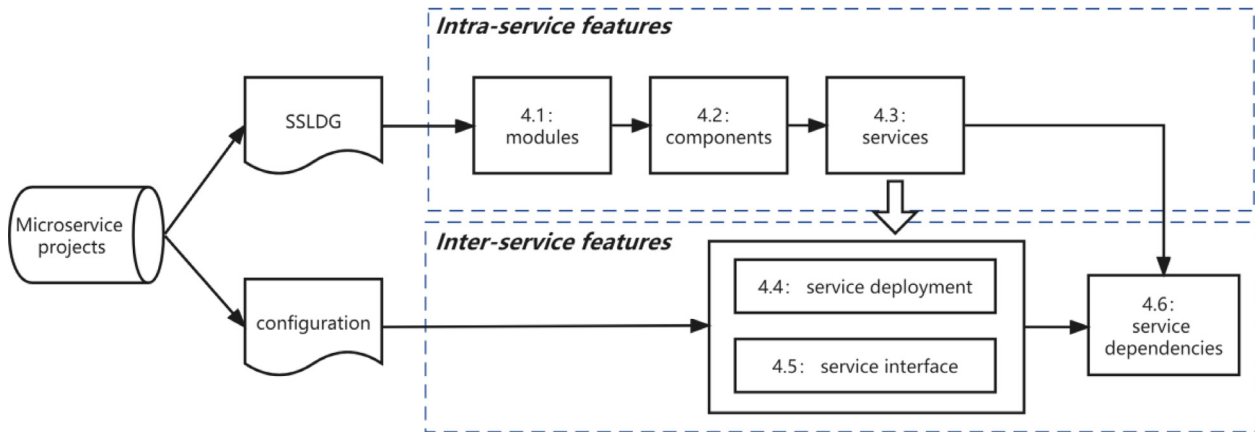 Intra-service features
SSLDG
4.1:
modules
4.2:
components
4.3:
services
Microservice
projects
Inter-service features
configuration
4.4: service deployment
4.5: service interface
4.6:
service
dependencies